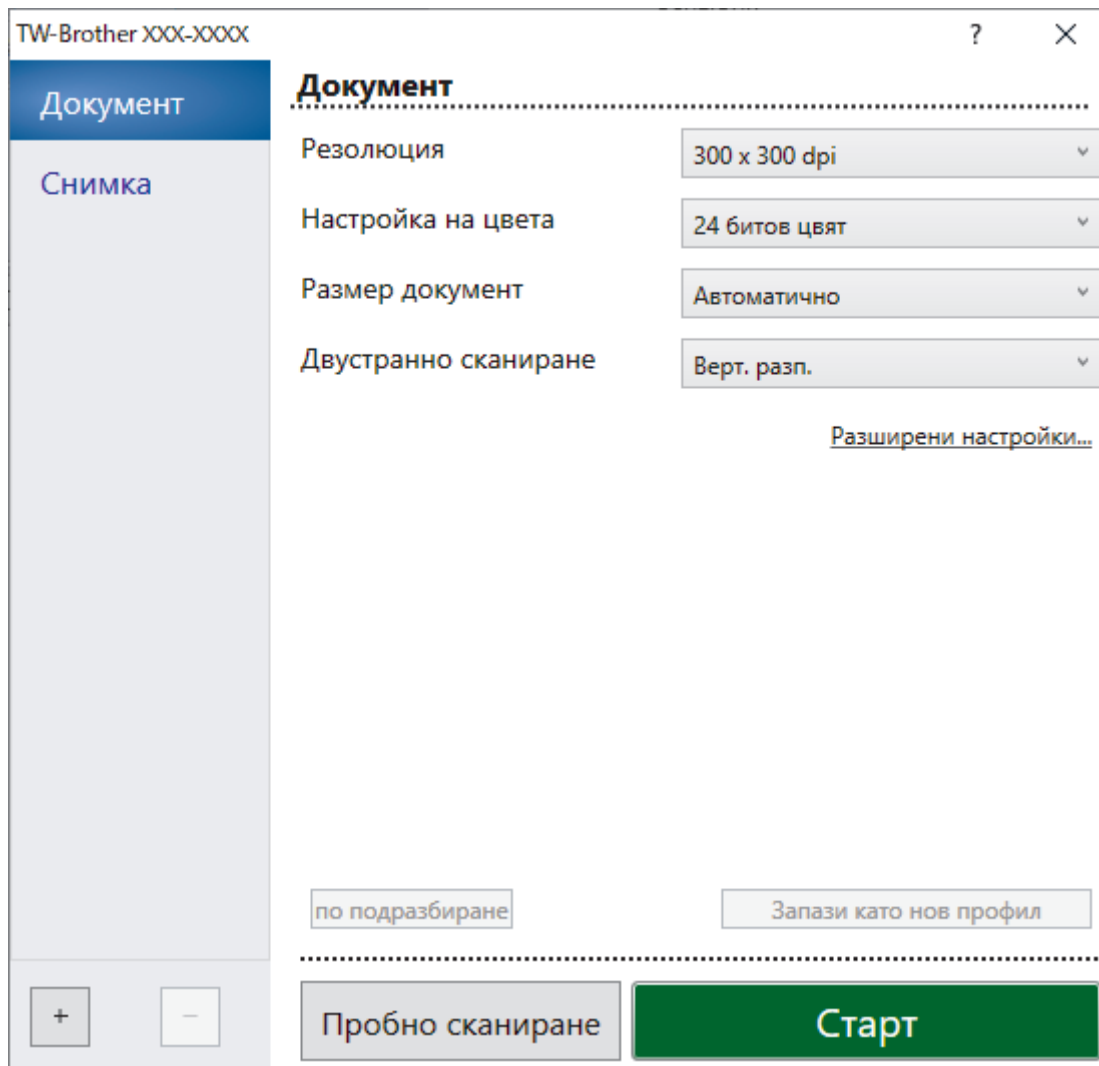 TW-Brother XXX-XXXX
?
Документ
Снимка
Документ
Резолюция
300 x 300 dpi
Настройка на цвета
24 битов цвят
Размер документ
Автоматично
Двустранно сканиране
Верт. разп.
Разширени настройки...
по подразбиране
Запази като нов профил
+
−
Пробно сканиране
Старт